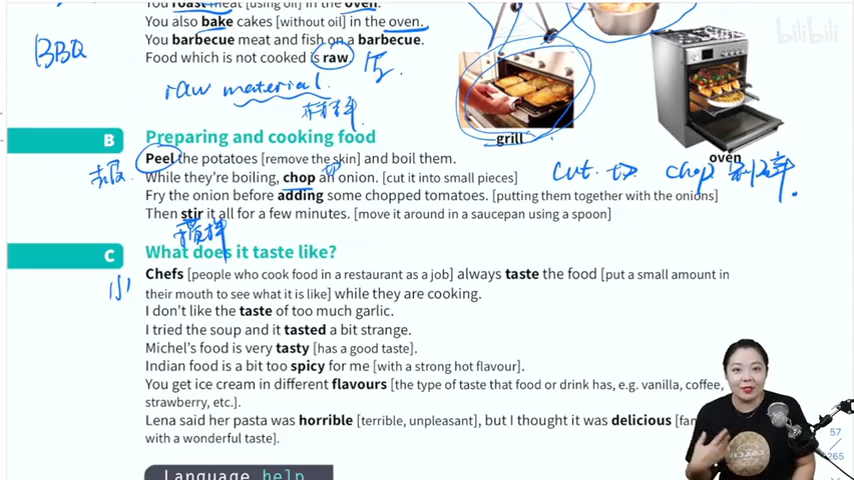 You roast meat [using oil] in the oven.
You also bake cakes [without oil] in the oven.
You barbecue meat and fish on a barbecue.
Food which is not cooked is raw
BBQ
生
raw material
grill
oven
bilibili
B
Preparing and cooking food
Peel the potatoes [remove the skin] and boil them.
While they're boiling, chop an onion. [cut it into small pieces]
Fry the onion before adding some chopped tomatoes. [putting them together with the onions]
Then stir it all for a few minutes. [move it around in a saucepan using a spoon]
cut
chop
搅拌
C
What does it taste like?
Chefs [people who cook food in a restaurant as a job] always taste the food [put a small amount in
their mouth to see what it is like] while they are cooking.
I don't like the taste of too much garlic.
I tried the soup and it tasted a bit strange.
Michel's food is very tasty [has a good taste].
Indian food is a bit too spicy for me [with a strong hot flavour].
You get ice cream in different flavours [the type of taste that food or drink has, e.g. vanilla, coffee,
strawberry, etc.].
Lena said her pasta was horrible [terrible, unpleasant], but I thought it was delicious
with a wonderful taste].
Language help
57
265